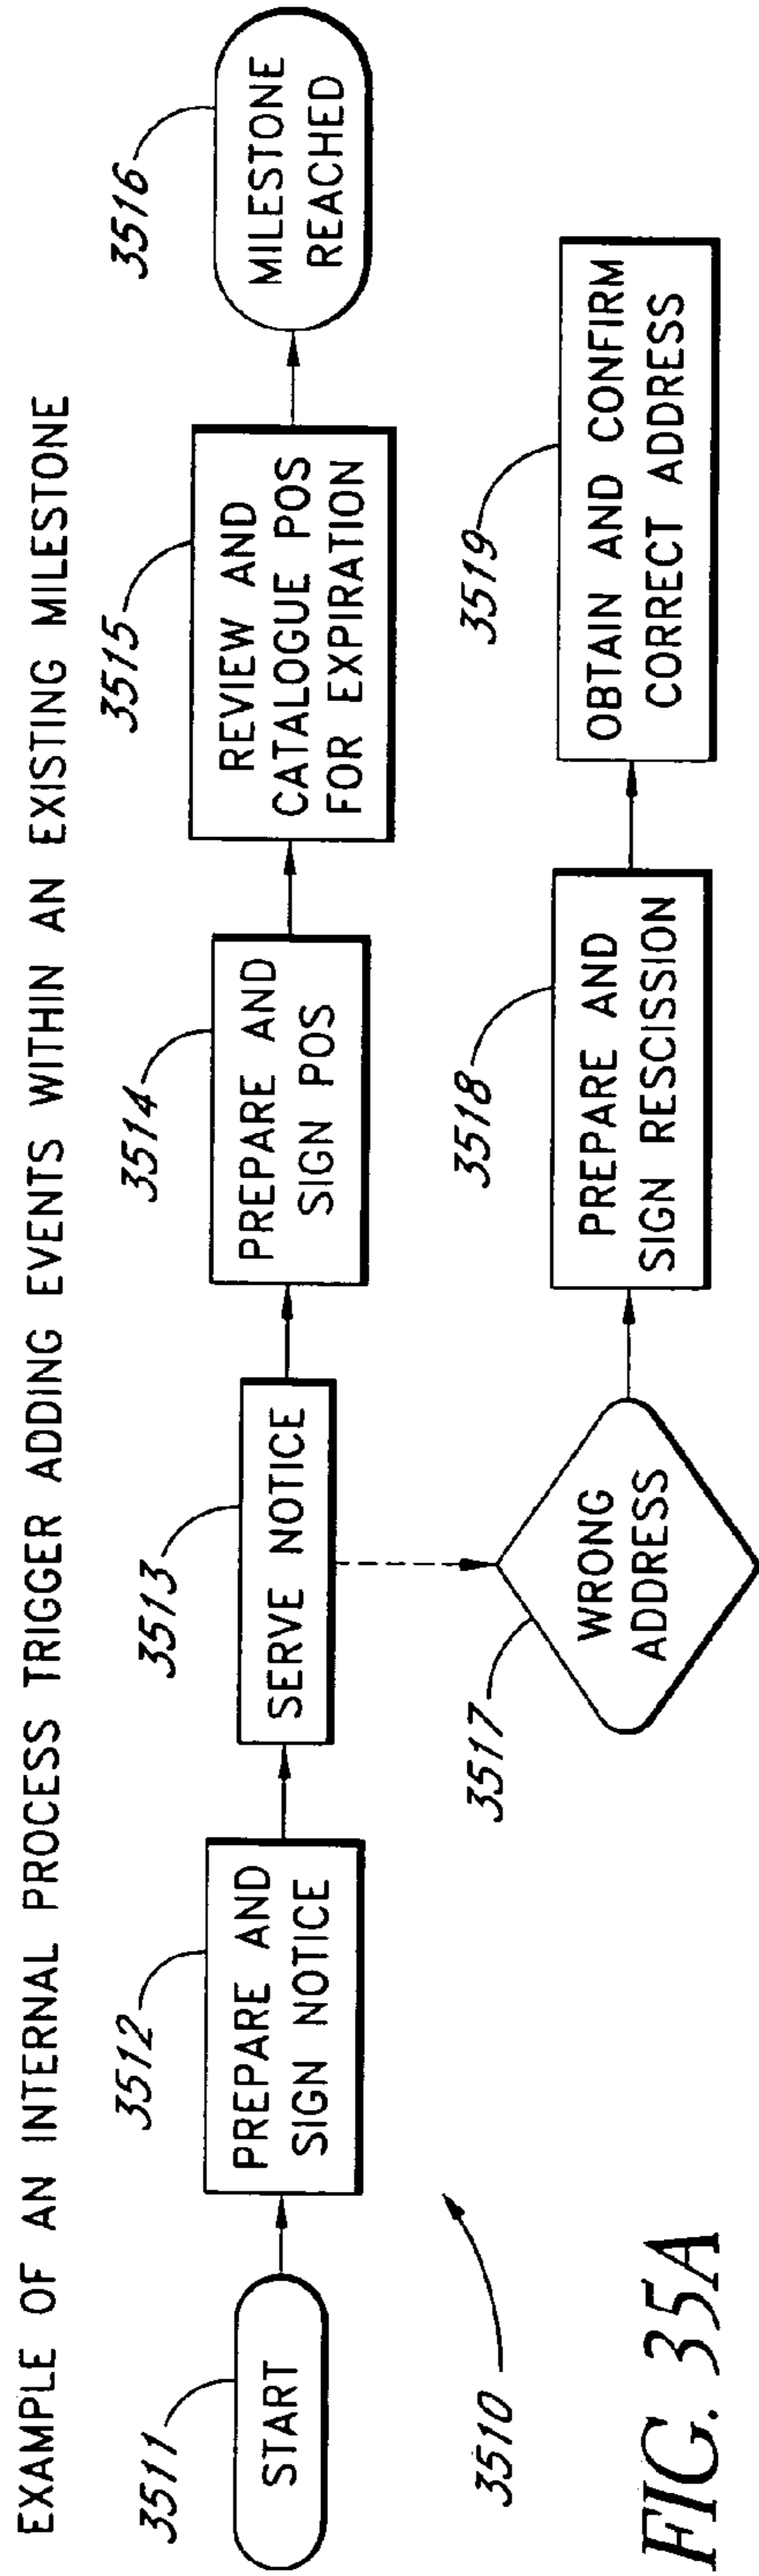 EXAMPLE OF AN INTERNAL PROCESS TRIGGER ADDING EVENTS WITHIN AN EXISTING MILESTONE
3511
START
3512
PREPARE AND
SIGN NOTICE
3513
SERVE NOTICE
3514
PREPARE AND
SIGN POS
3515
REVIEW AND
CATALOGUE POS
FOR EXPIRATION
3516
MILESTONE
REACHED
3510
3517
WRONG
ADDRESS
3518
PREPARE AND
SIGN RESCISSION
3519
OBTAIN AND CONFIRM
CORRECT ADDRESS
FIG. 35A